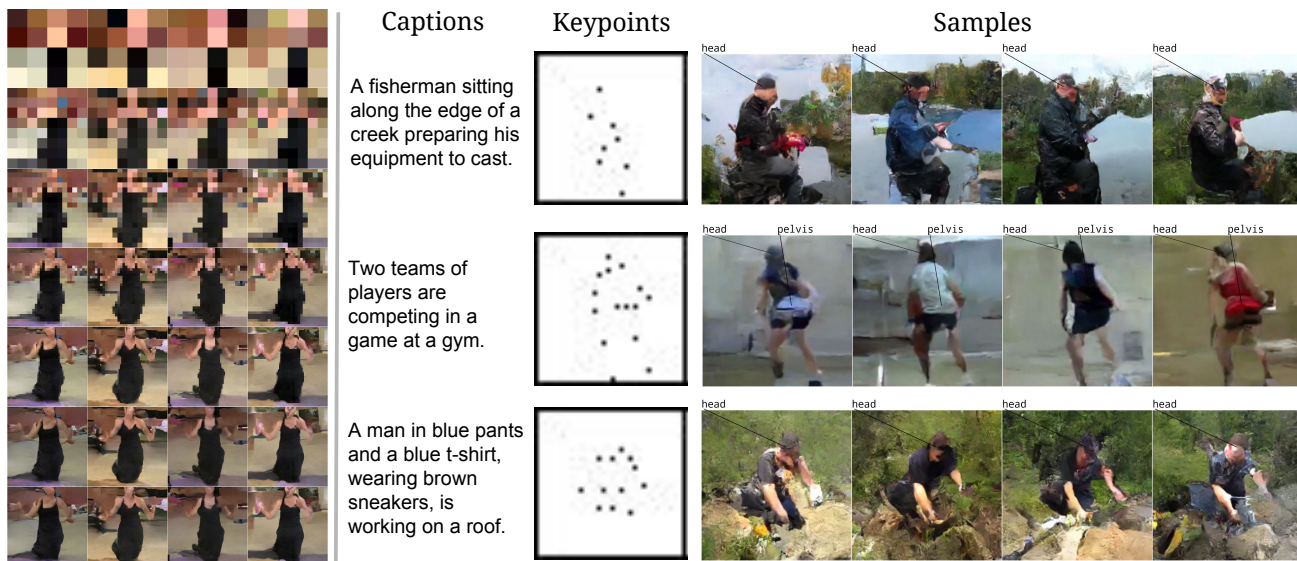 Captions Keypoints Samples
A fisherman sitting
along the edge of a
creek preparing his
equipment to cast.
head head head head
Two teams of
players are
competing in a
game at a gym.
head pelvis head pelvis head pelvis head pelvis
A man in blue pants
and a blue t-shirt,
wearing brown
sneakers, is
working on a roof.
head head head head